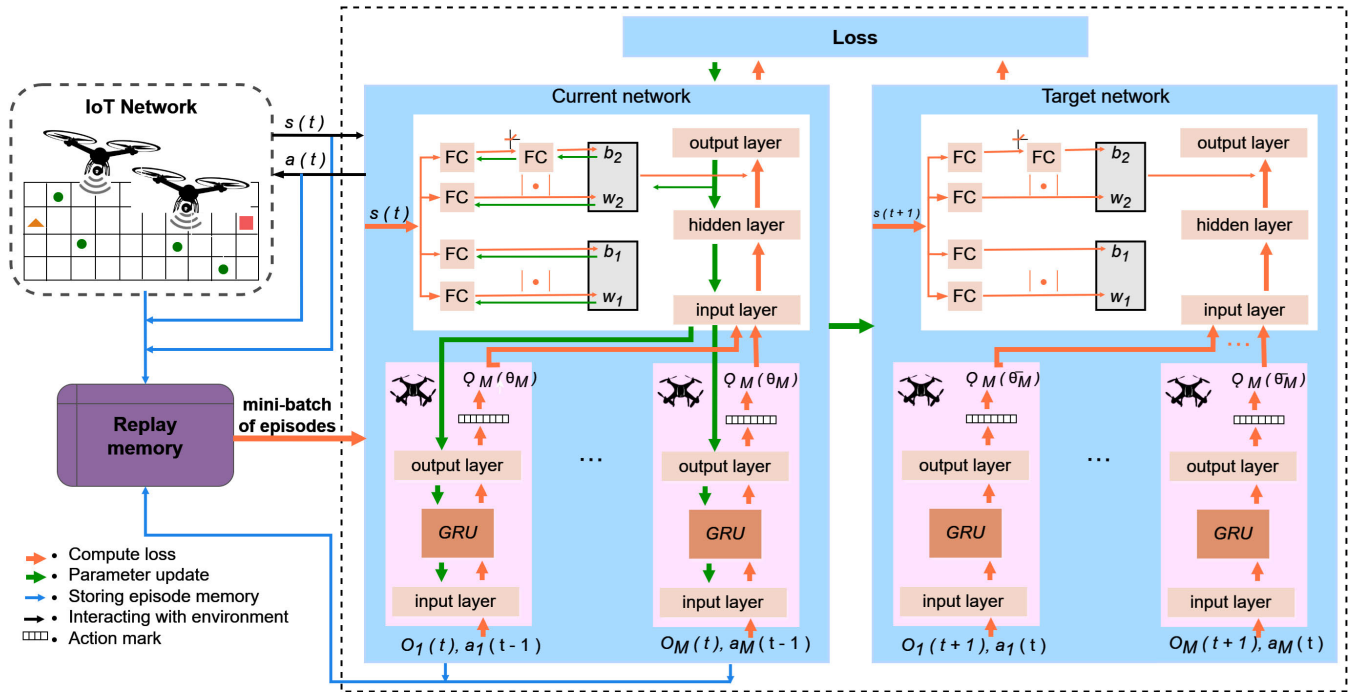 Loss
IoT Network
s(t)
a(t)
Current network
FC
FC
b2
output layer
FC
w2
s(t)
hidden layer
FC
b1
FC
w1
input layer
Q M (θM)
Q M (θM)
output layer
...
output layer
GRU
GRU
input layer
input layer
O1(t), a1(t-1)
OM(t), aM(t-1)
Target network
FC
FC
b2
output layer
FC
w2
s(t+1)
hidden layer
FC
b1
FC
w1
input layer
...
Q M (θ̅M)
Q M (θ̅M)
output layer
...
output layer
GRU
GRU
input layer
input layer
O1(t+1), a1(t)
OM(t+1), aM(t)
Replay
memory
mini-batch
of episodes
• Compute loss
• Parameter update
• Storing episode memory
• Interacting with environment
• Action mark